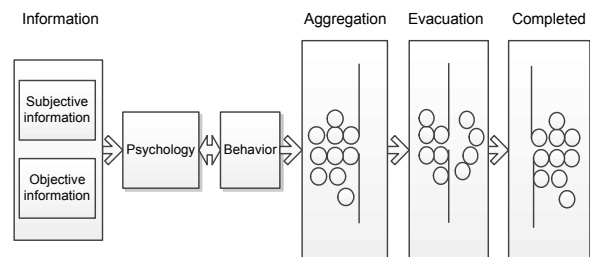 Information
Aggregation
Evacuation
Completed
Subjective
information
Objective
information
Psychology
Behavior